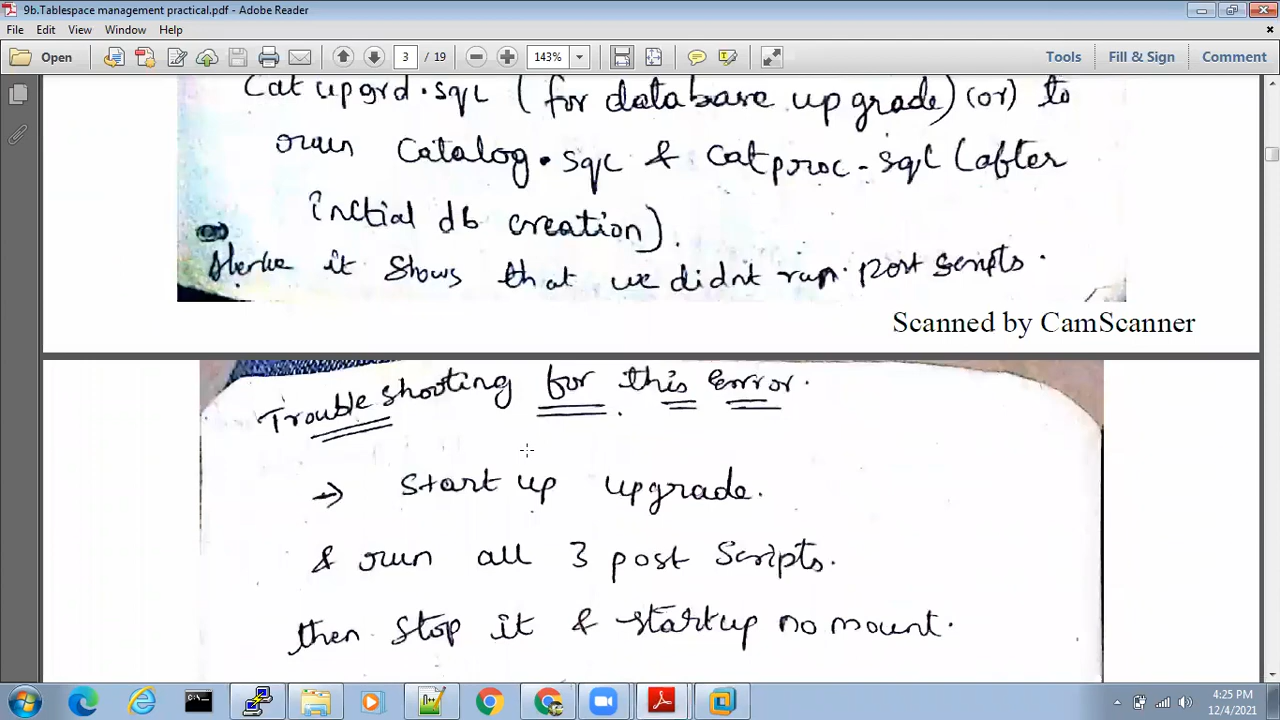 9b.Tablespace management practical.pdf - Adobe Reader
File Edit View Window Help
Open 3 / 19 143% Tools Fill & Sign Comment
Catupgrd.sql (for database upgrade) (or) to
run catalog.sql & catproc.sql (after
initial db creation).
it shows that we didnt run post scripts.
Scanned by CamScanner
Trouble shooting for this Error.
→ Start up upgrade.
& run all 3 post Scripts.
then stop it & startup no mount.
4:25 PM
12/4/2021